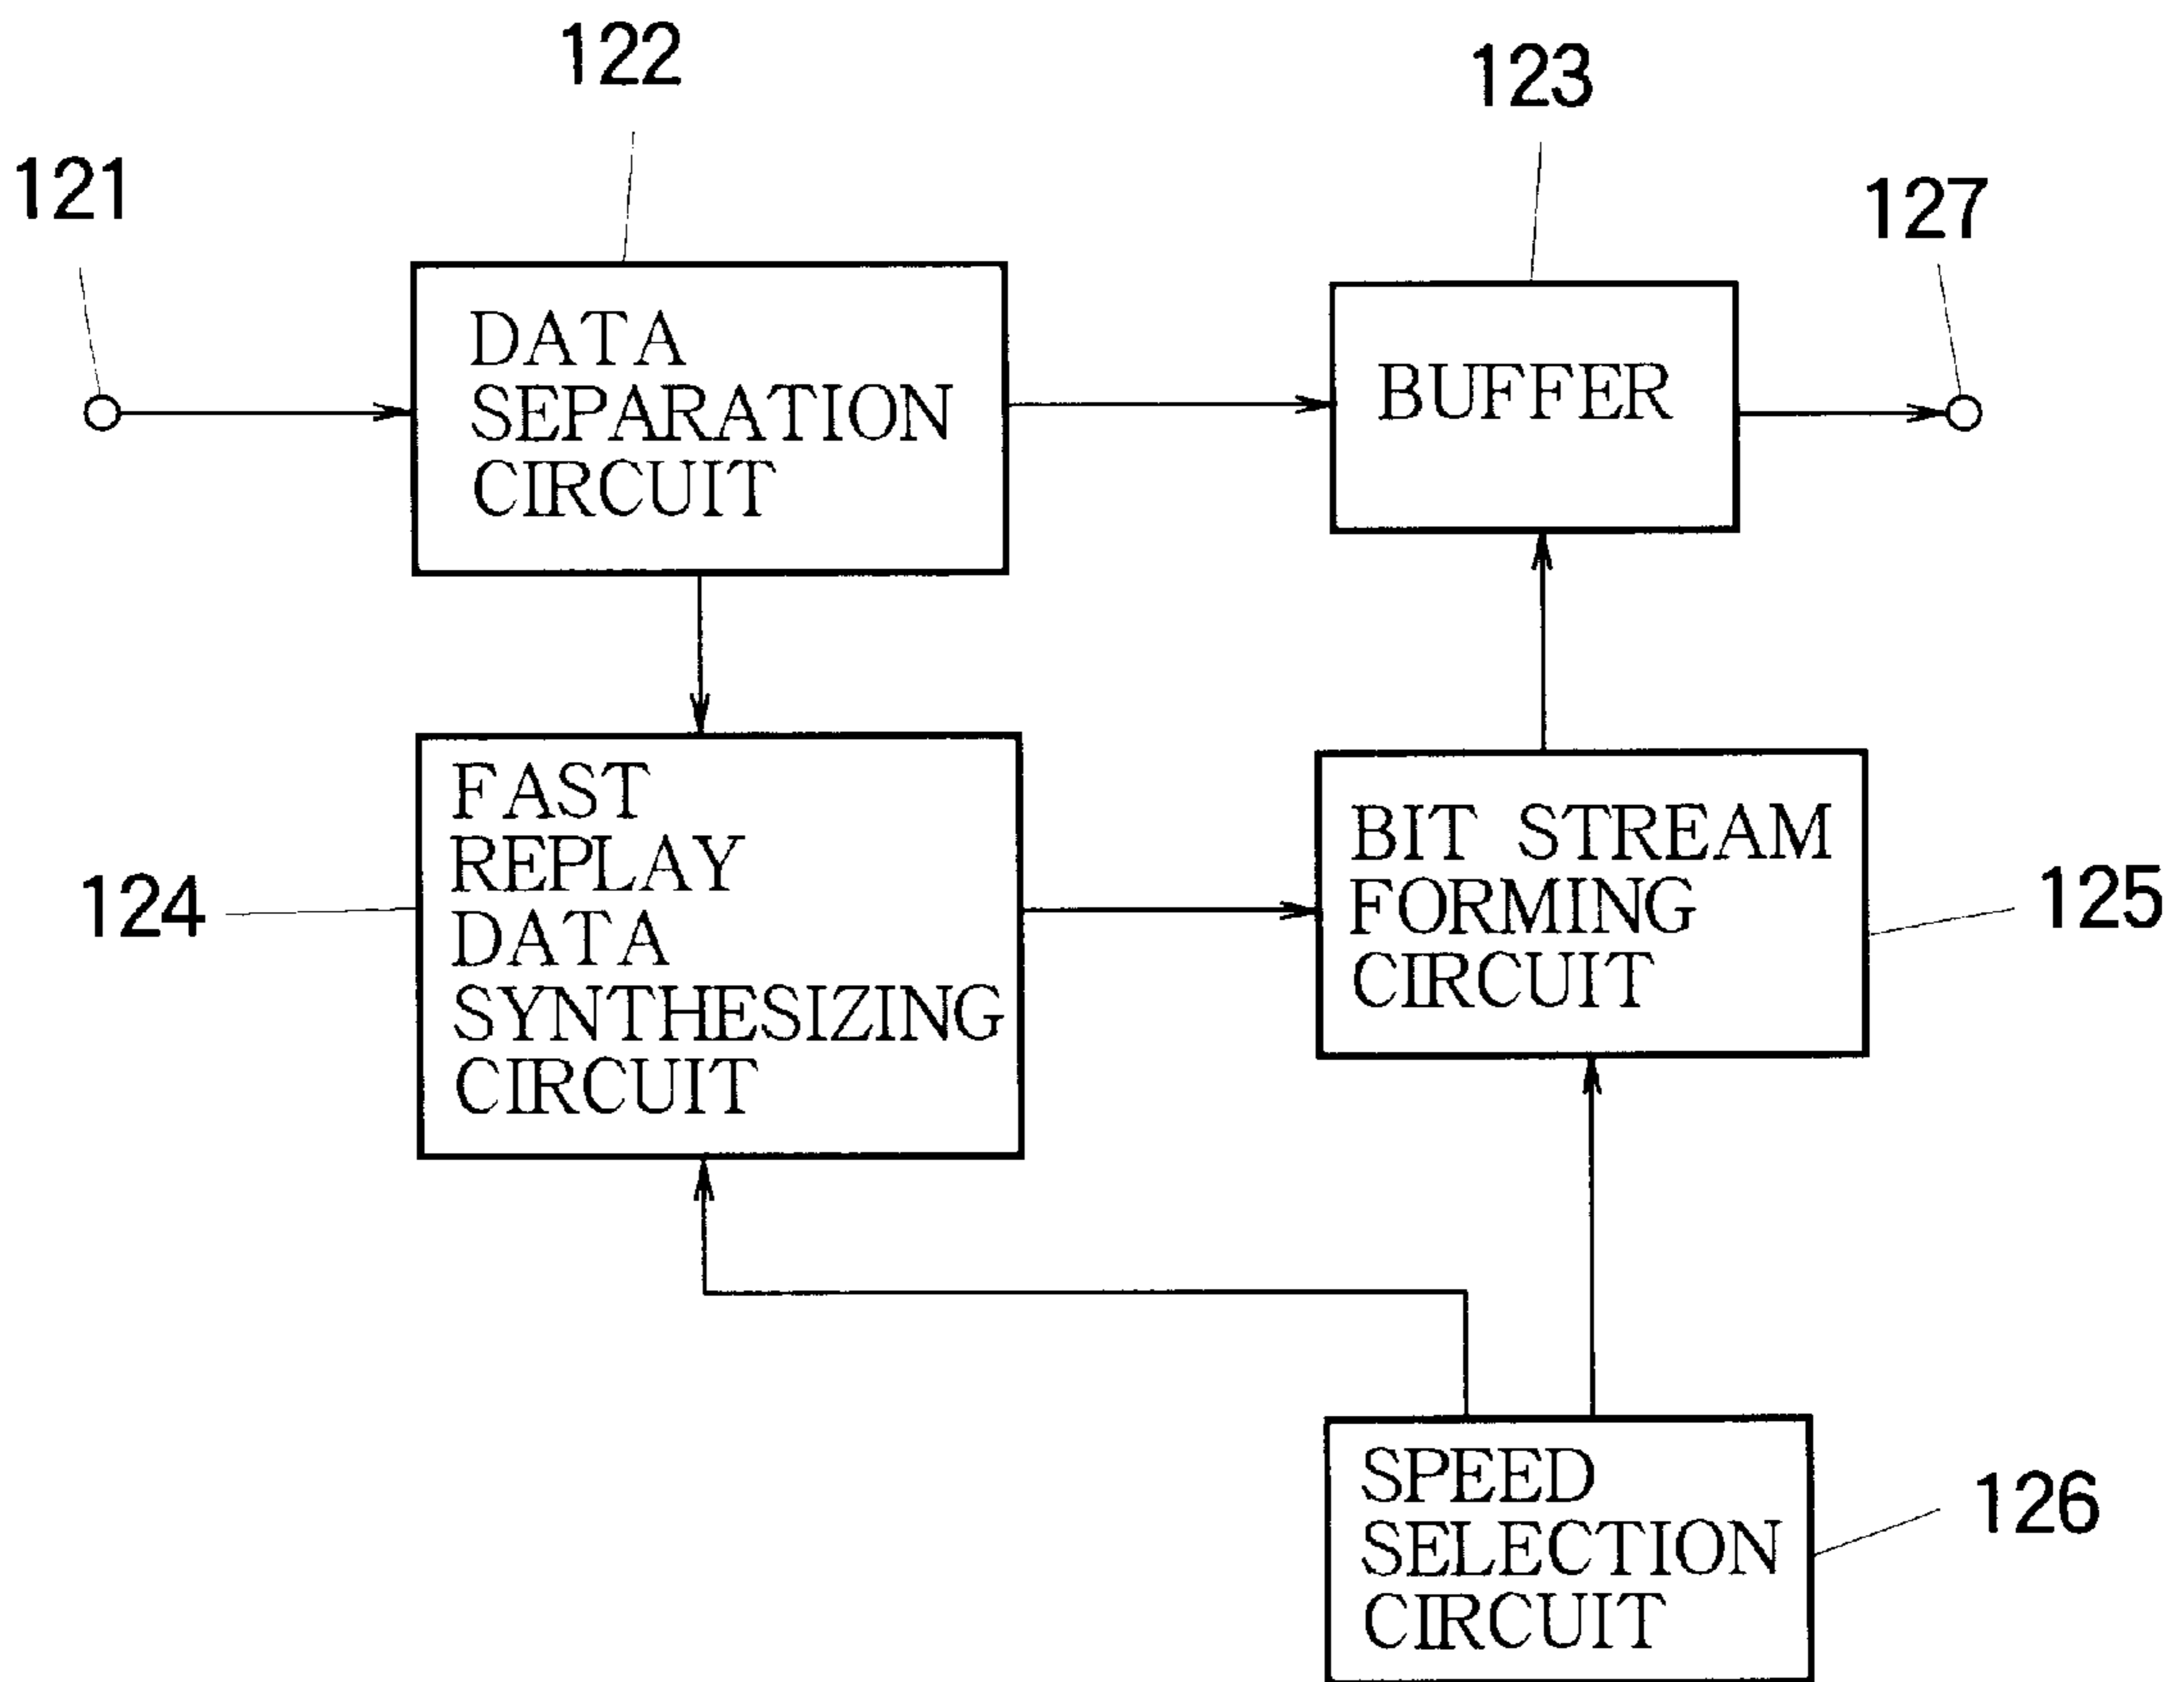 122
123
121
127
DATA
SEPARATION
CIRCUIT
BUFFER
FAST
REPLAY
DATA
SYNTHESIZING
CIRCUIT
124
BIT STREAM
FORMING
CIRCUIT
125
SPEED
SELECTION
CIRCUIT
126